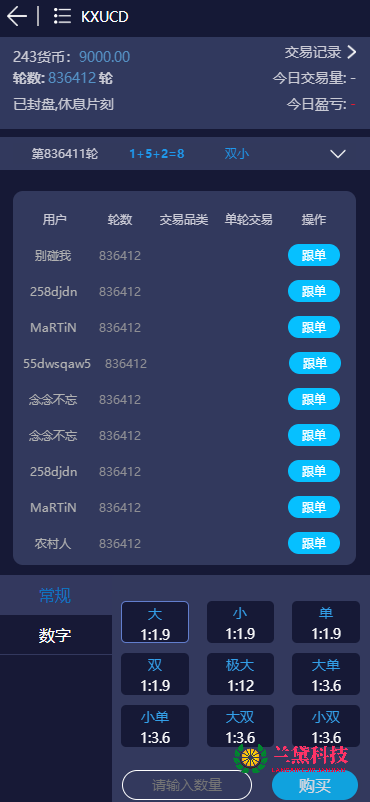 KXUCD
243货币：9000.00 交易记录
轮数: 836412 轮 今日交易量: -
已封盘,休息片刻 今日盈亏: -
第836411轮 1+5+2=8 双小
用户 轮数 交易品类 单轮交易 操作
别碰我 836412 跟单
258djdn 836412 跟单
MaRTiN 836412 跟单
55dwsqaw5 836412 跟单
念念不忘 836412 跟单
念念不忘 836412 跟单
258djdn 836412 跟单
MaRTiN 836412 跟单
农村人 836412 跟单
常规
数字
大 小 单
1:1.9 1:1.9 1:1.9
双 极大 大单
1:1.9 1:12 1:3.6
小单 大双 小双
1:3.6 1:3.6 1:3.6
兰黛科技
请输入数量 购买